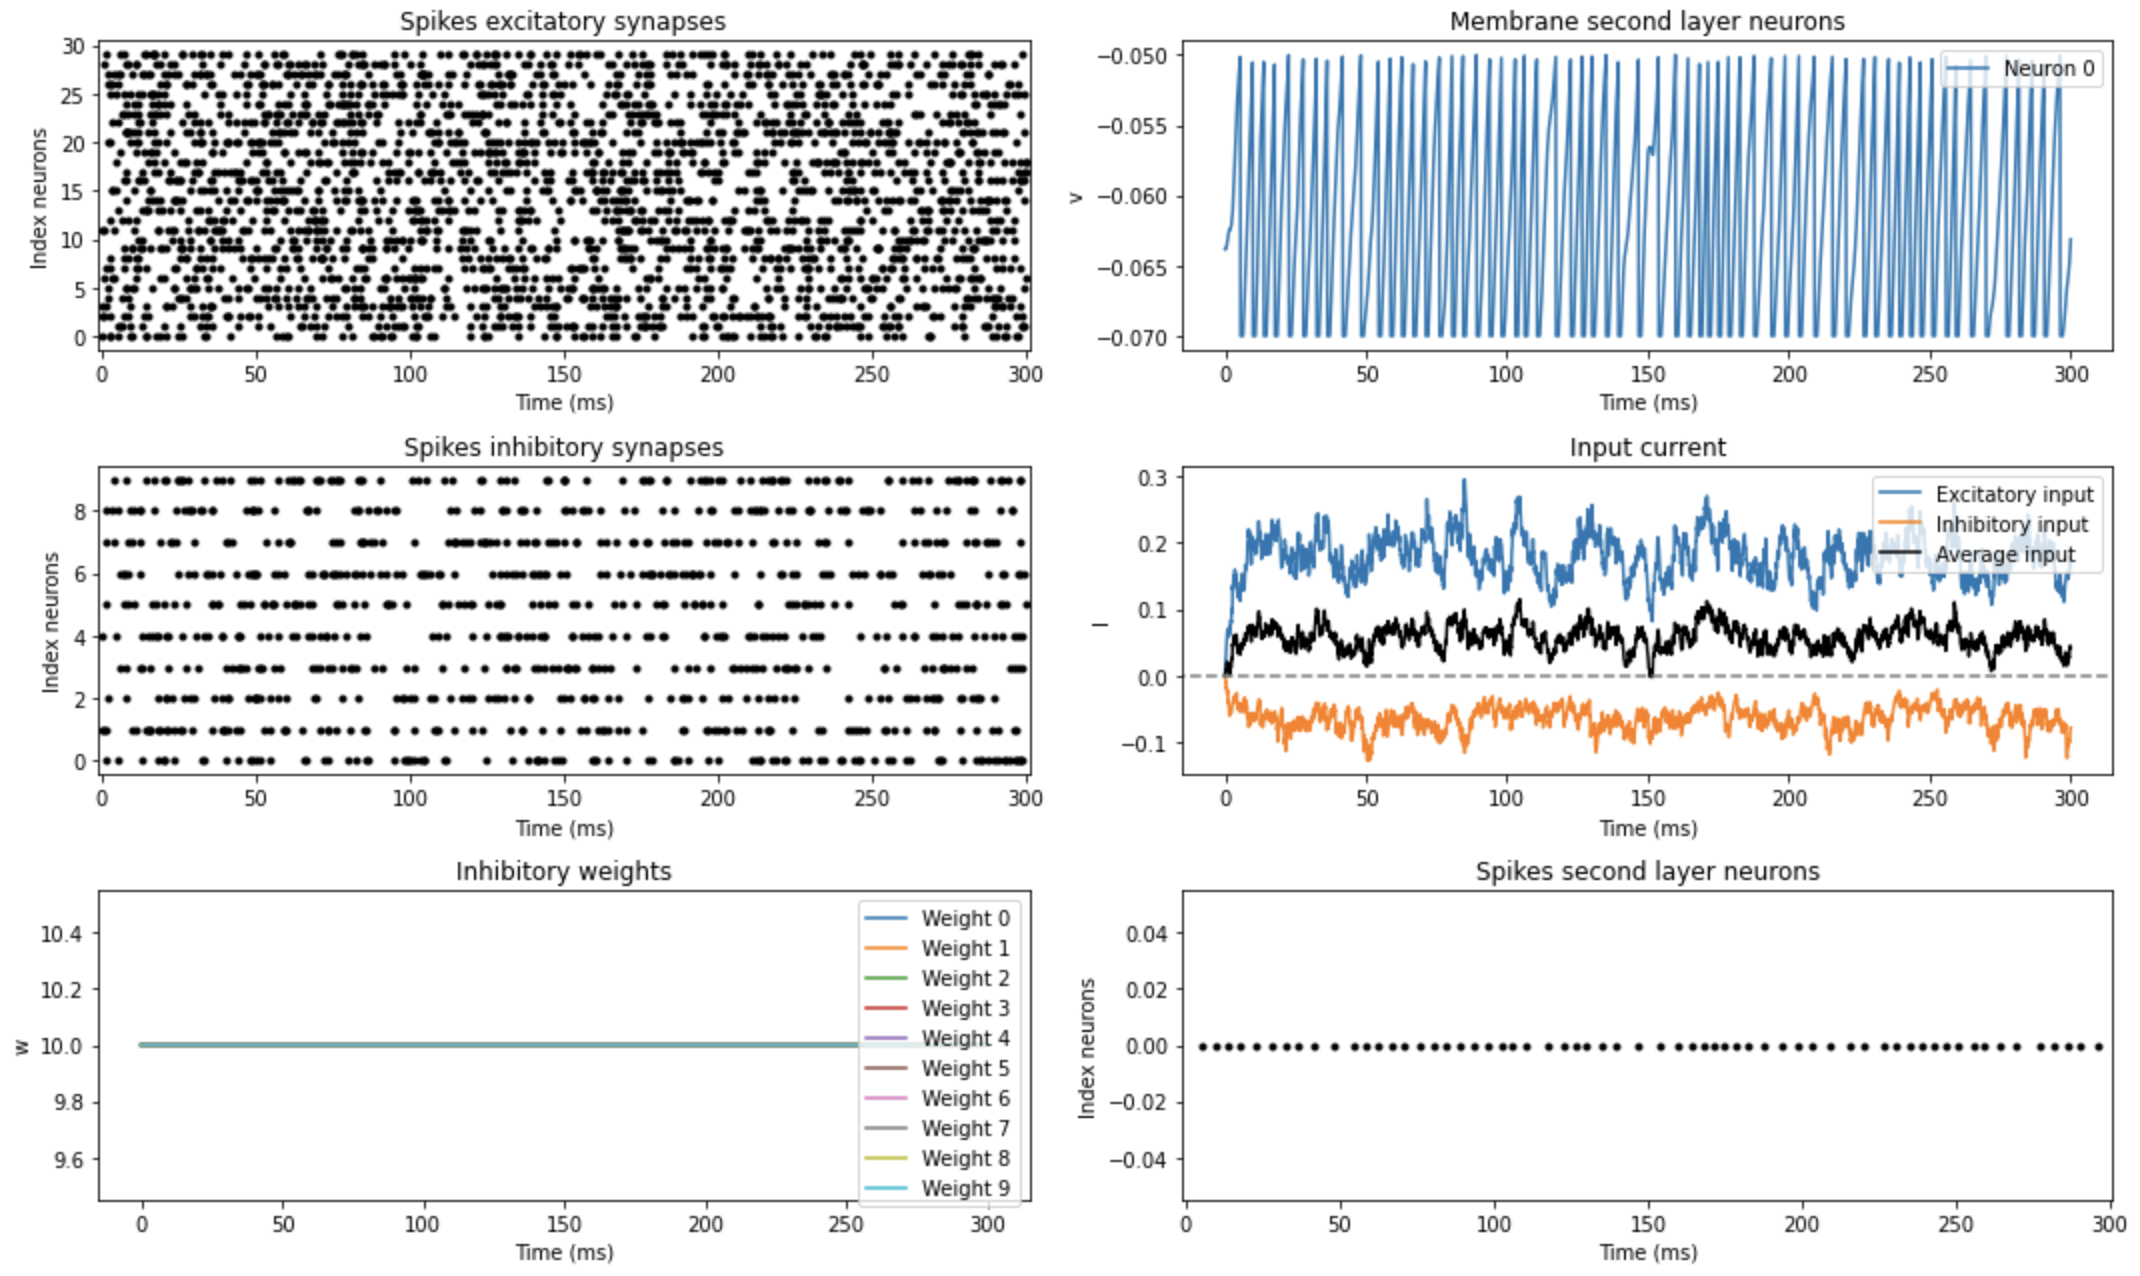 Spikes excitatory synapses
30
25
20
15
10
5
0
Index neurons
0 50 100 150 200 250 300
Time (ms)
Membrane second layer neurons
−0.050
−0.055
−0.060
−0.065
−0.070
v
Neuron 0
0 50 100 150 200 250 300
Time (ms)
Spikes inhibitory synapses
8
6
4
2
0
Index neurons
0 50 100 150 200 250 300
Time (ms)
Input current
0.3
0.2
0.1
0.0
−0.1
I
Excitatory input
Inhibitory input
Average input
0 50 100 150 200 250 300
Time (ms)
Inhibitory weights
10.4
10.2
10.0
9.8
9.6
w
Weight 0
Weight 1
Weight 2
Weight 3
Weight 4
Weight 5
Weight 6
Weight 7
Weight 8
Weight 9
0 50 100 150 200 250 300
Time (ms)
Spikes second layer neurons
0.04
0.02
0.00
−0.02
−0.04
Index neurons
0 50 100 150 200 250 300
Time (ms)